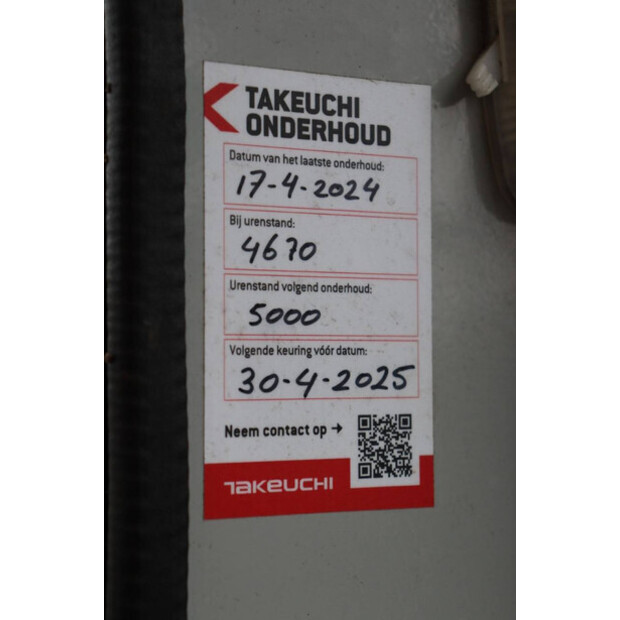 TAKEUCHI
ONDERHOUD
Datum van het laatste onderhoud:
17-4-2024
Bij urenstand:
4670
Urenstand volgend onderhoud:
5000
Volgende keuring vóór datum:
30-4-2025
Neem contact op →
TAKEUCHI